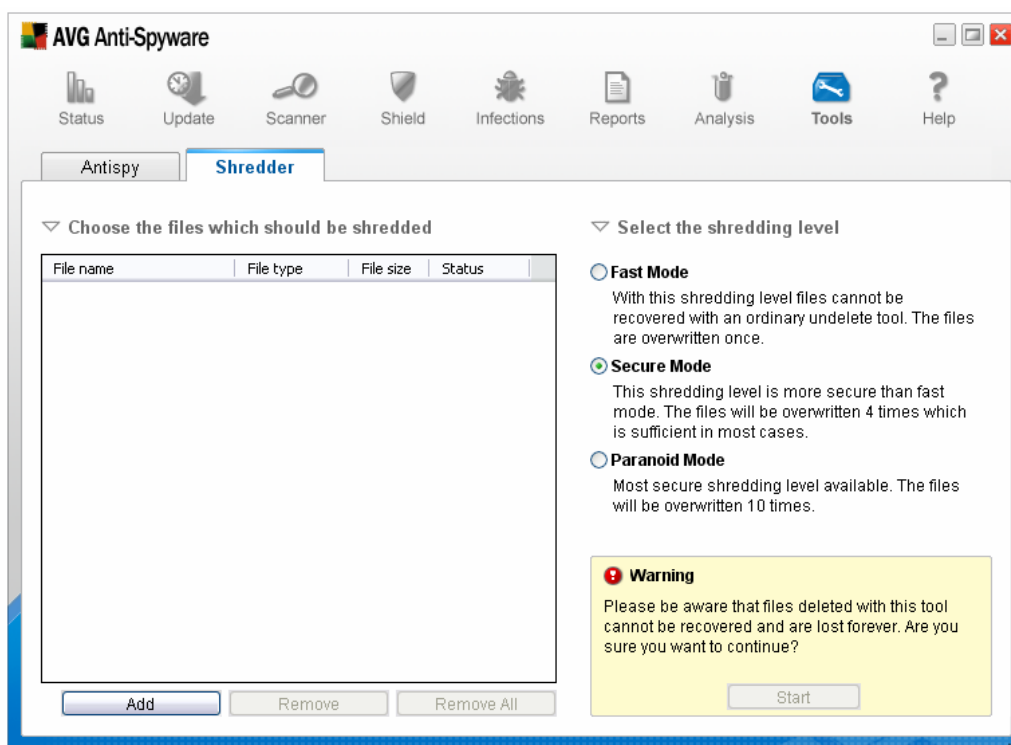 AVG Anti-Spyware
Status Update Scanner Shield Infections Reports Analysis Tools Help
Antispy Shredder
Choose the files which should be shredded
File name File type File size Status
Add Remove Remove All
Select the shredding level
Fast Mode
With this shredding level files cannot be
recovered with an ordinary undelete tool. The files
are overwritten once.
Secure Mode
This shredding level is more secure than fast
mode. The files will be overwritten 4 times which
is sufficient in most cases.
Paranoid Mode
Most secure shredding level available. The files
will be overwritten 10 times.
Warning
Please be aware that files deleted with this tool
cannot be recovered and are lost forever. Are you
sure you want to continue?
Start